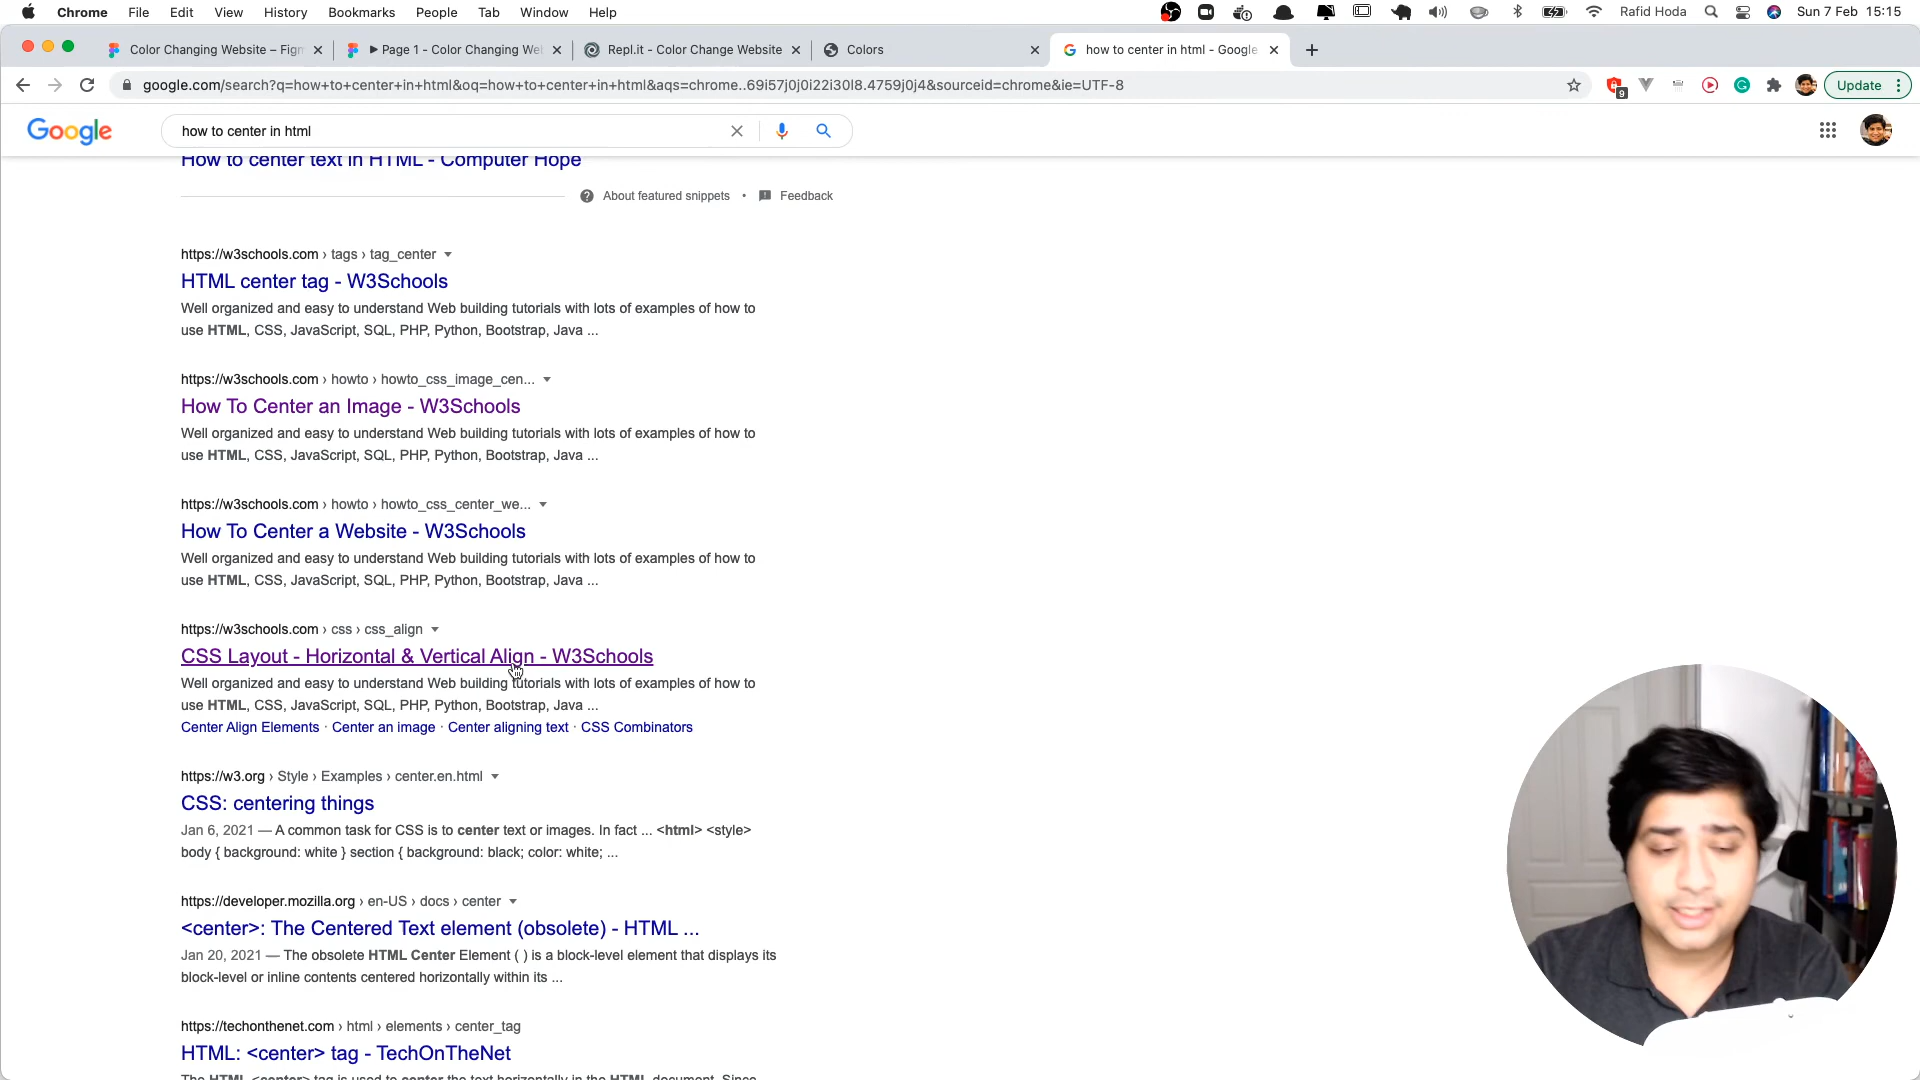 Chrome File Edit View History Bookmarks People Tab Window Help Rafid Hoda Sun 7 Feb 15:15
Color Changing Website – Figm ▶ Page 1 - Color Changing Wel Repl.it - Color Change Website Colors how to center in html - Google
google.com/search?q=how+to+center+in+html&oq=how+to+center+in+html&aqs=chrome..69i57j0j0i22i30l8.4759j0j4&sourceid=chrome&ie=UTF-8 9 Update
Google how to center in html
How to center text in HTML - Computer Hope
About featured snippets • Feedback
https://w3schools.com › tags › tag_center
HTML center tag - W3Schools
Well organized and easy to understand Web building tutorials with lots of examples of how to
use HTML, CSS, JavaScript, SQL, PHP, Python, Bootstrap, Java ...
https://w3schools.com › howto › howto_css_image_cen...
How To Center an Image - W3Schools
Well organized and easy to understand Web building tutorials with lots of examples of how to
use HTML, CSS, JavaScript, SQL, PHP, Python, Bootstrap, Java ...
https://w3schools.com › howto › howto_css_center_we...
How To Center a Website - W3Schools
Well organized and easy to understand Web building tutorials with lots of examples of how to
use HTML, CSS, JavaScript, SQL, PHP, Python, Bootstrap, Java ...
https://w3schools.com › css › css_align
CSS Layout - Horizontal & Vertical Align - W3Schools
Well organized and easy to understand Web building tutorials with lots of examples of how to
use HTML, CSS, JavaScript, SQL, PHP, Python, Bootstrap, Java ...
Center Align Elements · Center an image · Center aligning text · CSS Combinators
https://w3.org › Style › Examples › center.en.html
CSS: centering things
Jan 6, 2021 — A common task for CSS is to center text or images. In fact ... <html> <style>
body { background: white } section { background: black; color: white; ...
https://developer.mozilla.org › en-US › docs › center
<center>: The Centered Text element (obsolete) - HTML ...
Jan 20, 2021 — The obsolete HTML Center Element ( ) is a block-level element that displays its
block-level or inline contents centered horizontally within its ...
https://techonthenet.com › html › elements › center_tag
HTML: <center> tag - TechOnTheNet
The HTML <center> tag is used to center the text horizontally in the HTML document. Since